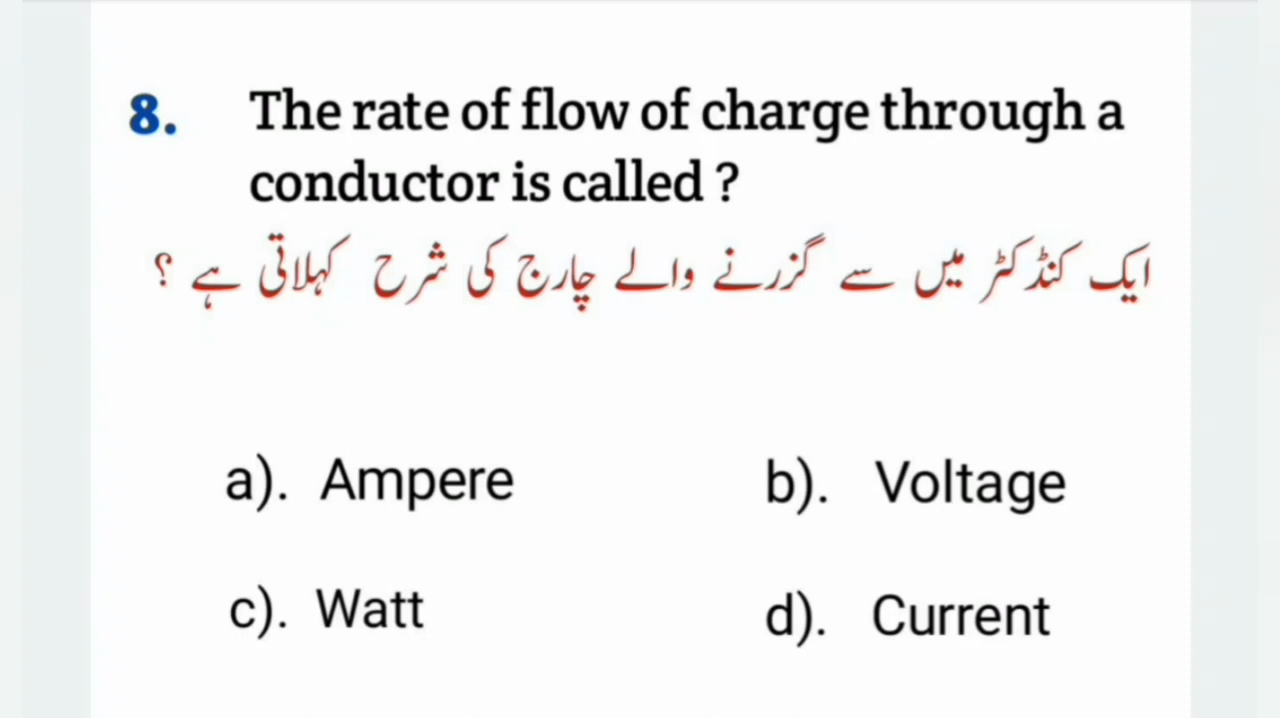 8. The rate of flow of charge through a
conductor is called ?
ایک کنڈکٹر میں سے گزرنے والے چارج کی شرح کہلاتی ہے ؟
a). Ampere b). Voltage
c). Watt d). Current